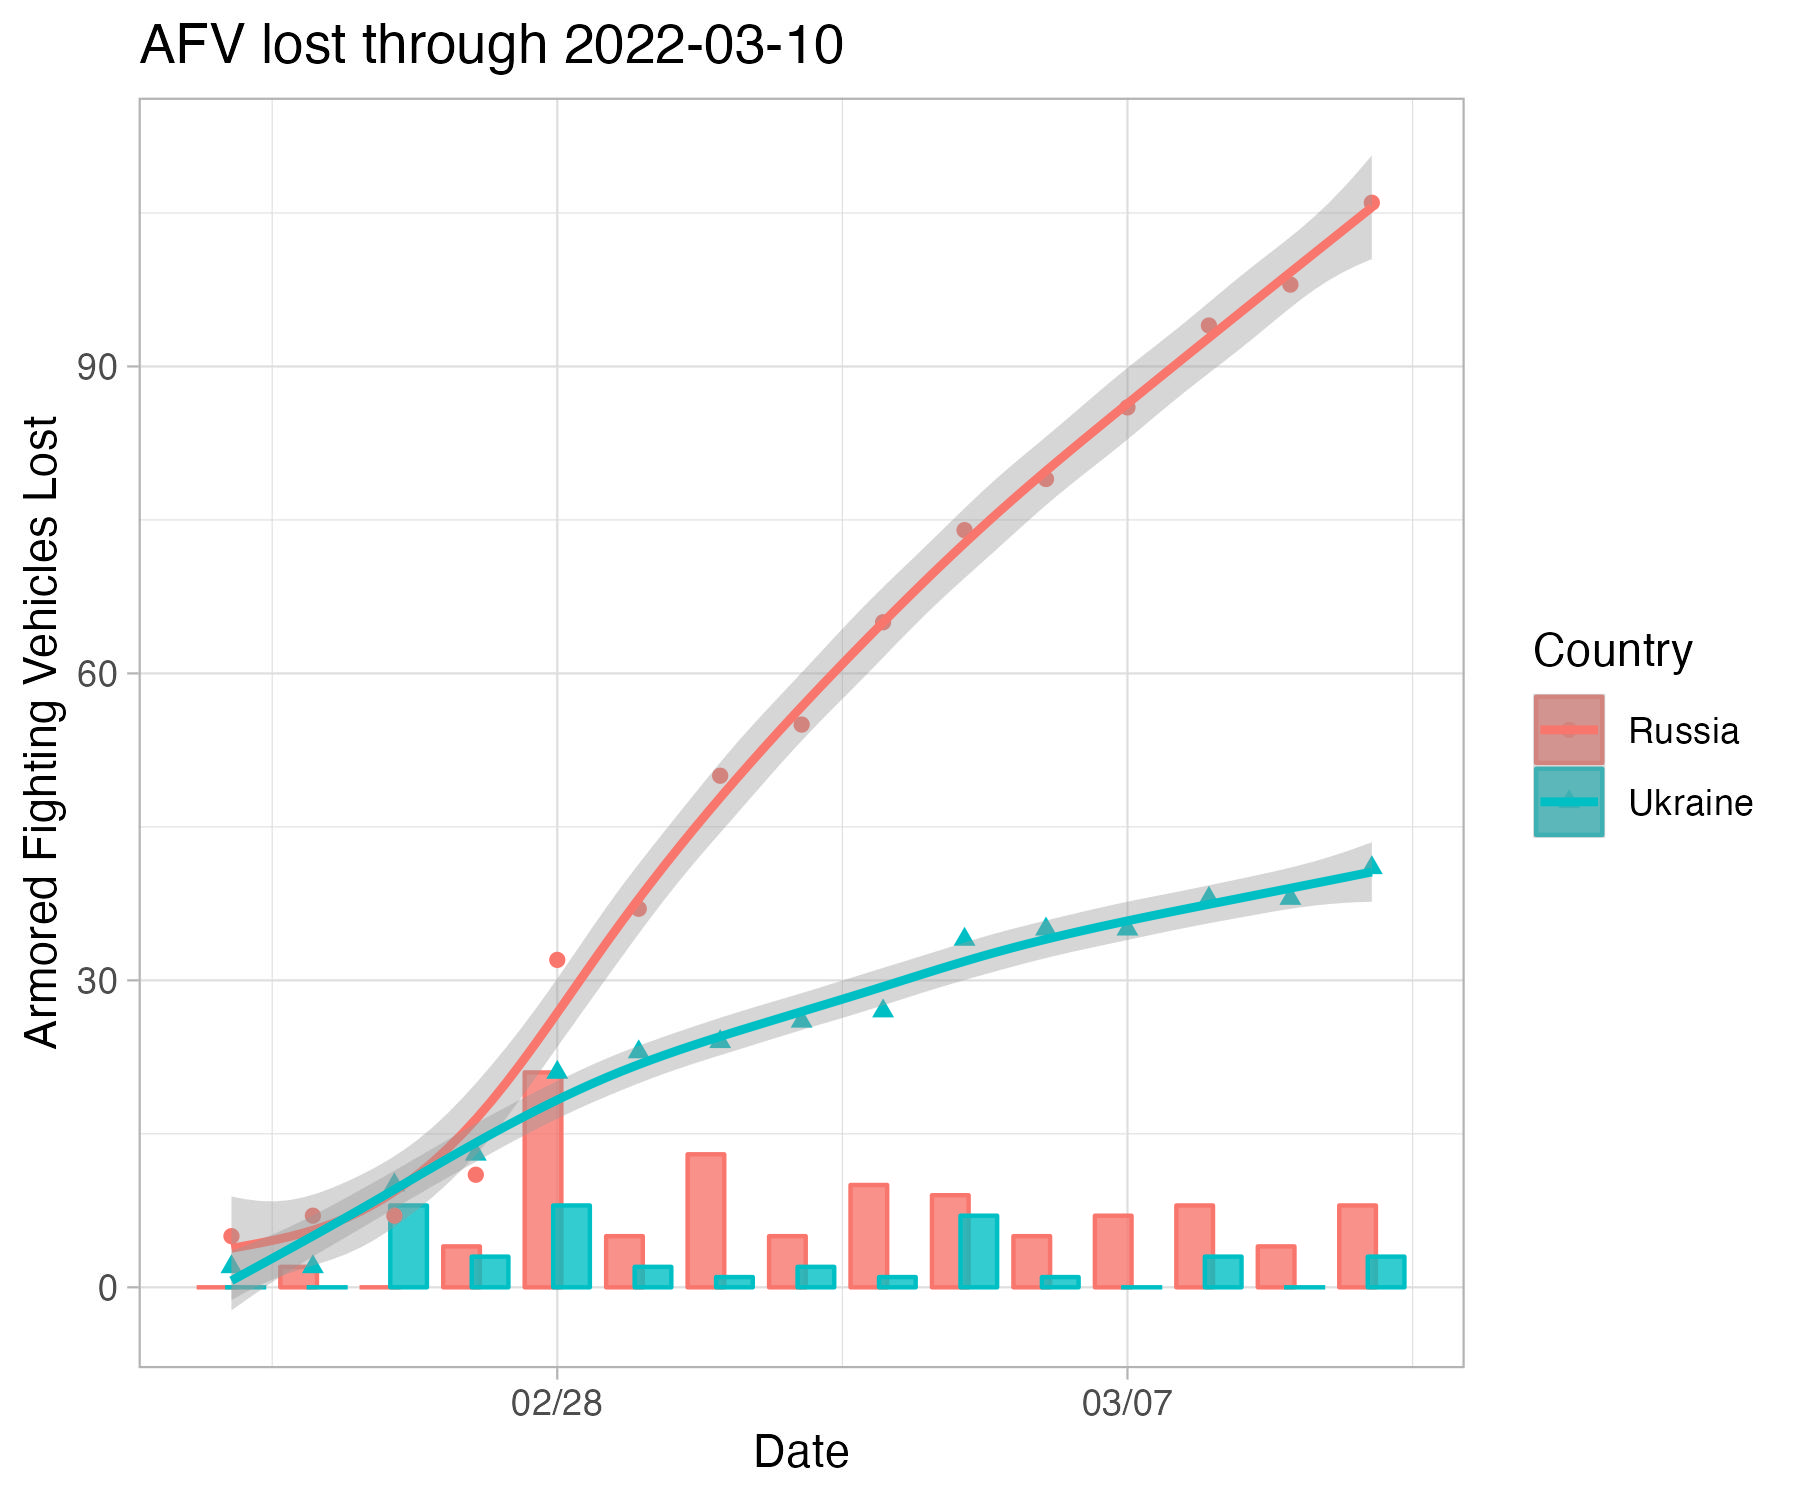 AFV lost through 2022-03-10
Armored Fighting Vehicles Lost
90
60
30
0
02/28
03/07
Date
Country
Russia
Ukraine